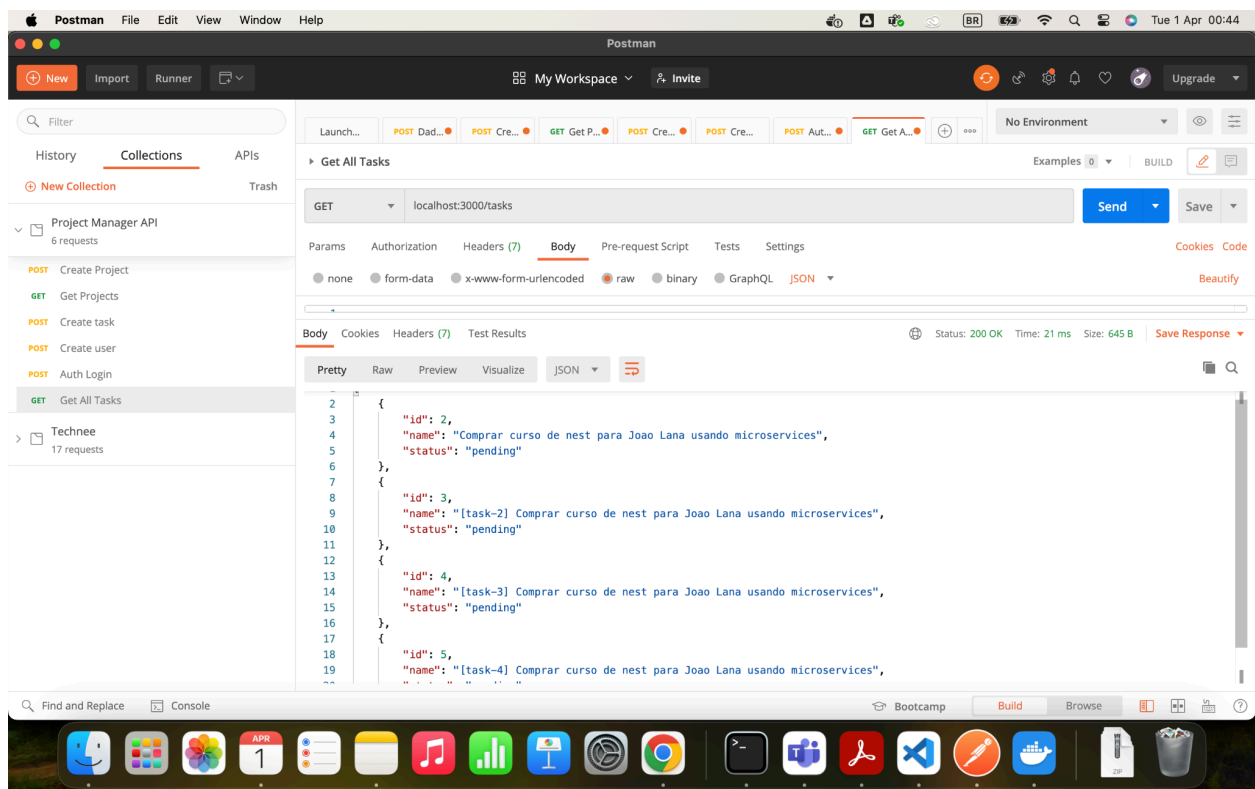 Postman File Edit View Window Help BR Tue 1 Apr 00:44
Postman
New Import Runner My Workspace Invite Upgrade
Filter
History Collections APIs
New Collection Trash
Project Manager API
6 requests
POST Create Project
GET Get Projects
POST Create task
POST Create user
POST Auth Login
GET Get All Tasks
Technee
17 requests
Launch... POST Dad... POST Cre... GET Get P... POST Cre... POST Cre... POST Aut... GET Get A... No Environment
Get All Tasks Examples 0 BUILD
GET localhost:3000/tasks Send Save
Params Authorization Headers (7) Body Pre-request Script Tests Settings Cookies Code
none form-data x-www-form-urlencoded raw binary GraphQL JSON Beautify
Body Cookies Headers (7) Test Results Status: 200 OK Time: 21 ms Size: 645 B Save Response
Pretty Raw Preview Visualize JSON
2 {
3 "id": 2,
4 "name": "Comprar curso de nest para Joao Lana usando microservices",
5 "status": "pending"
6 },
7 {
8 "id": 3,
9 "name": "[task-2] Comprar curso de nest para Joao Lana usando microservices",
10 "status": "pending"
11 },
12 {
13 "id": 4,
14 "name": "[task-3] Comprar curso de nest para Joao Lana usando microservices",
15 "status": "pending"
16 },
17 {
18 "id": 5,
19 "name": "[task-4] Comprar curso de nest para Joao Lana usando microservices",
Find and Replace Console Bootcamp Build Browse
APR
1
ZIP